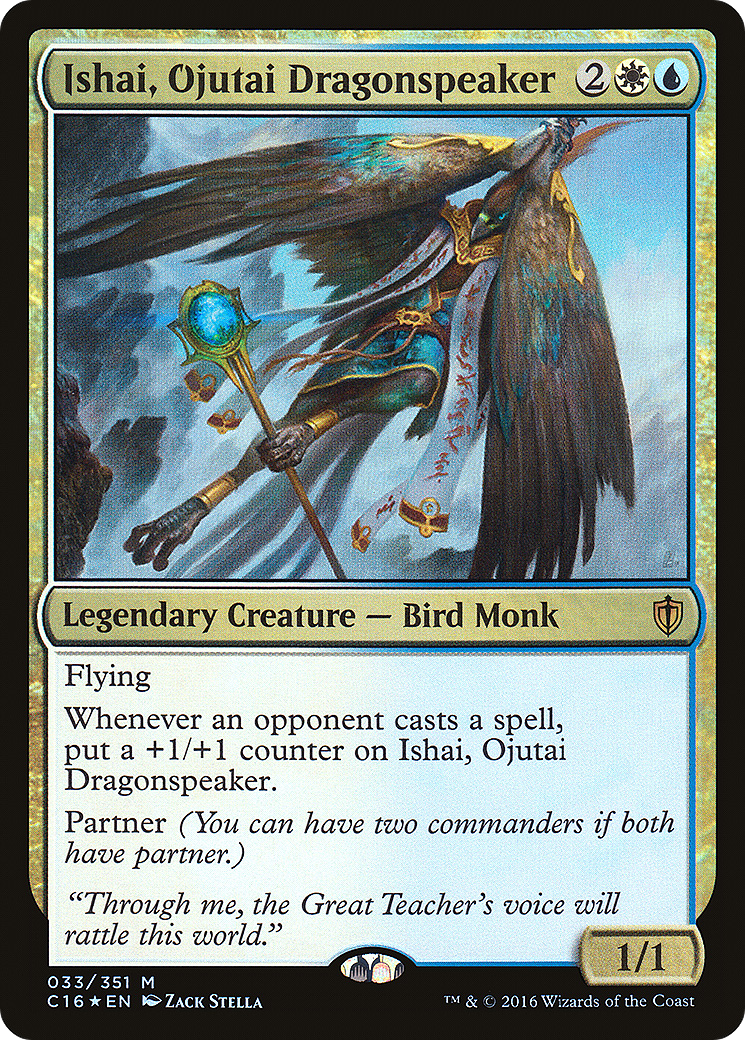 Ishai, Ojutai Dragonspeaker 2
Legendary Creature — Bird Monk
Flying
Whenever an opponent casts a spell,
put a +1/+1 counter on Ishai, Ojutai
Dragonspeaker.
Partner (You can have two commanders if both
have partner.)
“Through me, the Great Teacher’s voice will
rattle this world.”
1/1
033/351 M
C16★EN Zack Stella
™ & © 2016 Wizards of the Coast